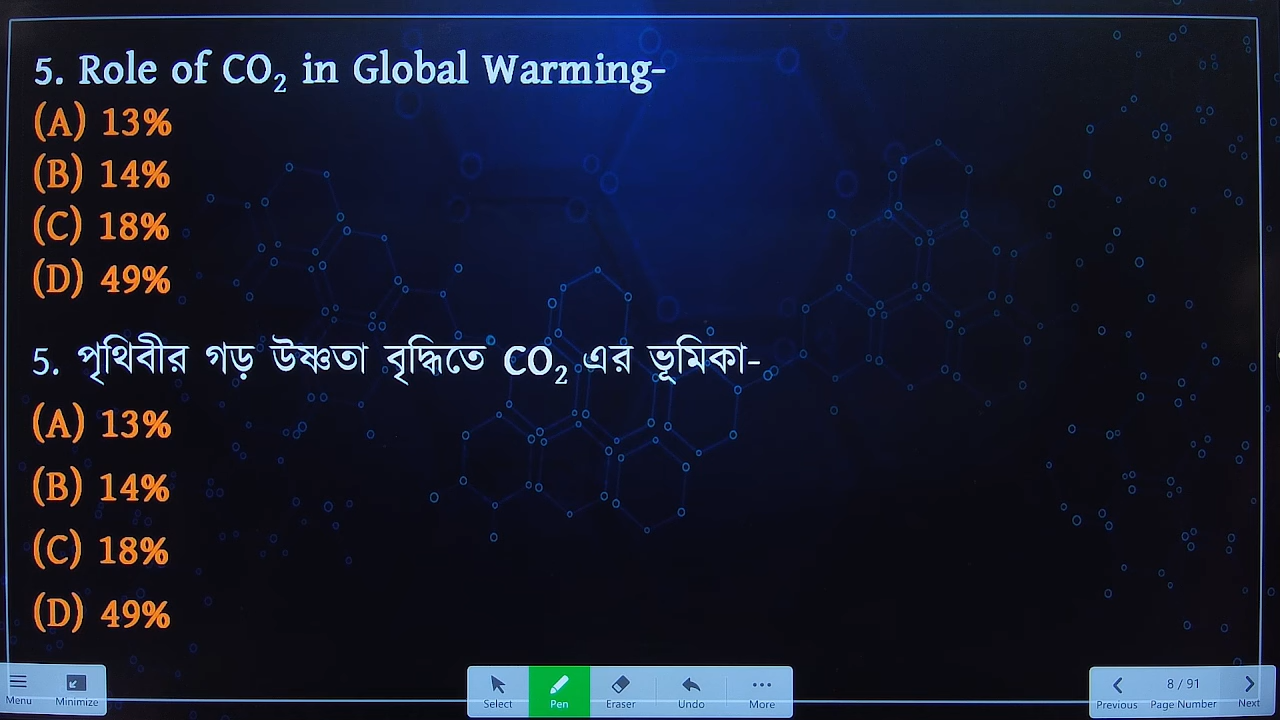 5. Role of CO₂ in Global Warming-
(A) 13%
(B) 14%
(C) 18%
(D) 49%
5. পৃথিবীর গড় উষ্ণতা বৃদ্ধিতে CO₂ এর ভূমিকা-
(A) 13%
(B) 14%
(C) 18%
(D) 49%
Menu Minimize Select Pen Eraser Undo More Previous 8 / 91 Page Number Next